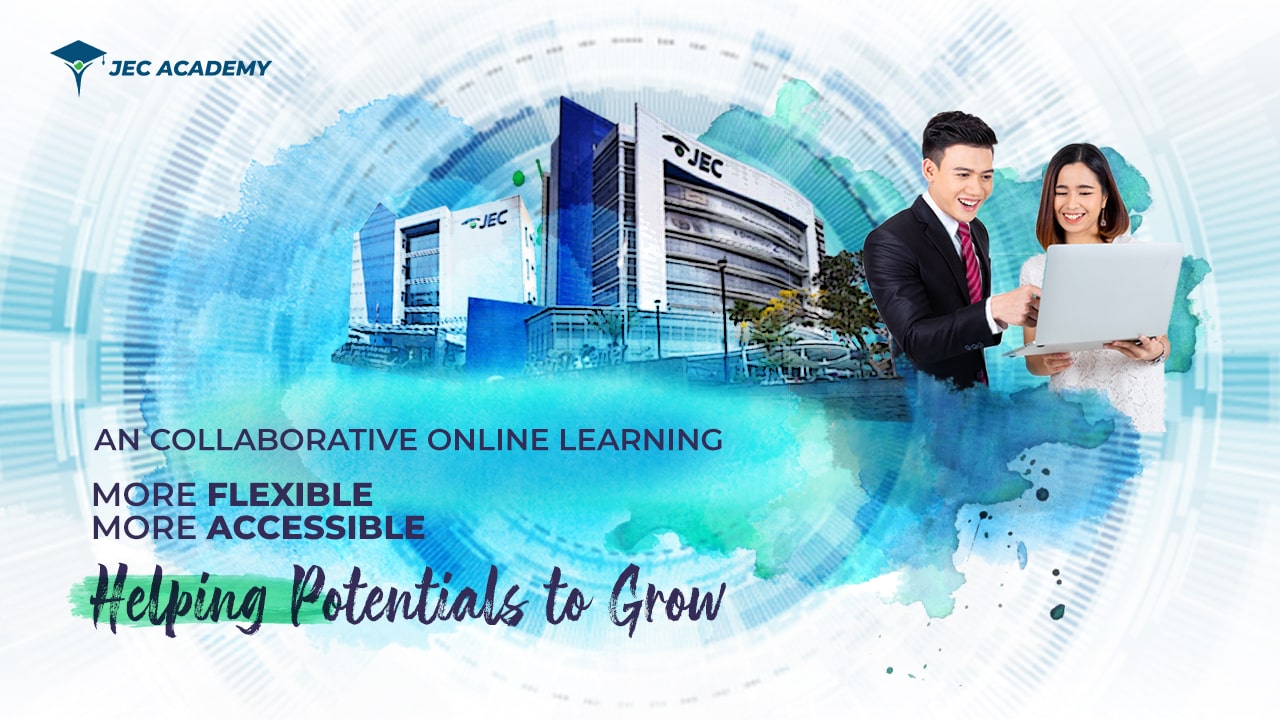 JEC ACADEMY
JEC
JEC
AN COLLABORATIVE ONLINE LEARNING
MORE FLEXIBLE
MORE ACCESSIBLE
Helping Potentials to Grow